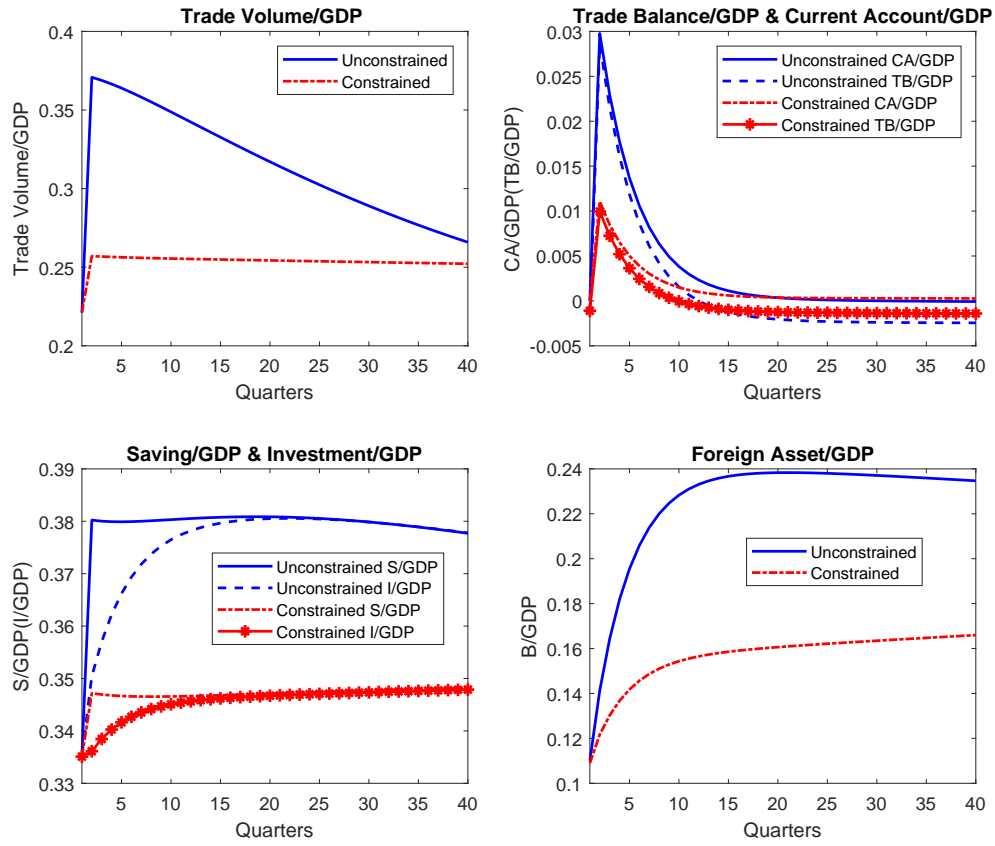 Trade Volume/GDP
Trade Volume/GDP
0.4
0.35
0.3
0.25
0.2
Unconstrained
Constrained
5 10 15 20 25 30 35 40
Quarters
Trade Balance/GDP & Current Account/GDP
CA/GDP(TB/GDP)
0.03
0.025
0.02
0.015
0.01
0.005
0
-0.005
Unconstrained CA/GDP
Unconstrained TB/GDP
Constrained CA/GDP
Constrained TB/GDP
5 10 15 20 25 30 35 40
Quarters
Saving/GDP & Investment/GDP
S/GDP(I/GDP)
0.39
0.38
0.37
0.36
0.35
0.34
0.33
Unconstrained S/GDP
Unconstrained I/GDP
Constrained S/GDP
Constrained I/GDP
5 10 15 20 25 30 35 40
Quarters
Foreign Asset/GDP
B/GDP
0.24
0.22
0.2
0.18
0.16
0.14
0.12
0.1
Unconstrained
Constrained
5 10 15 20 25 30 35 40
Quarters